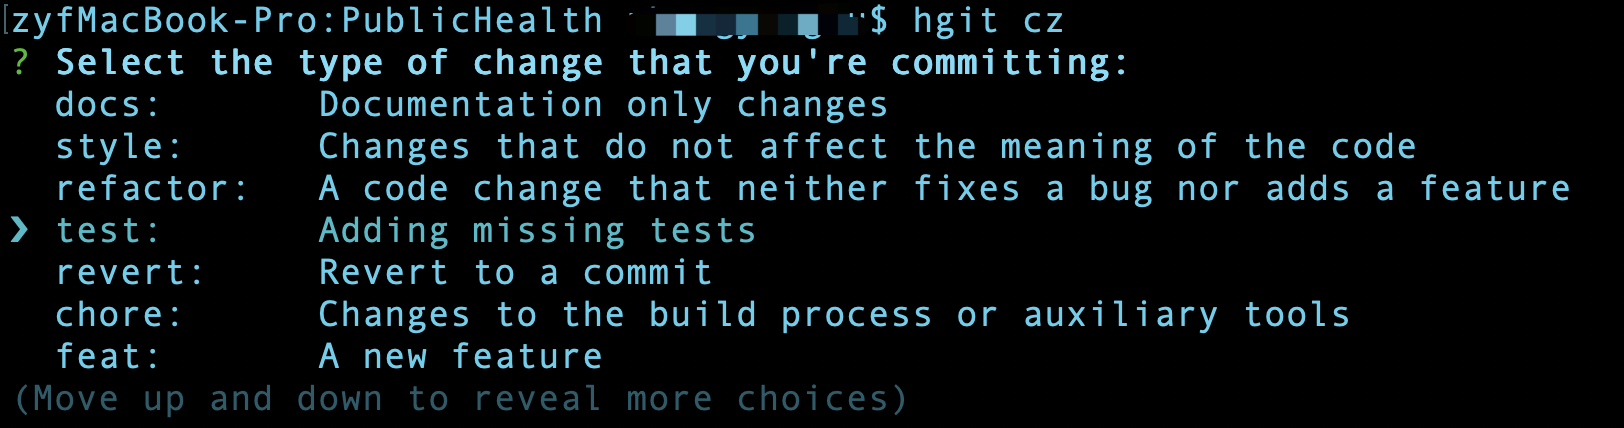 [zyfMacBook-Pro:PublicHealth $ hgit cz
? Select the type of change that you're committing:
docs: Documentation only changes
style: Changes that do not affect the meaning of the code
refactor: A code change that neither fixes a bug nor adds a feature
❯ test: Adding missing tests
revert: Revert to a commit
chore: Changes to the build process or auxiliary tools
feat: A new feature
(Move up and down to reveal more choices)